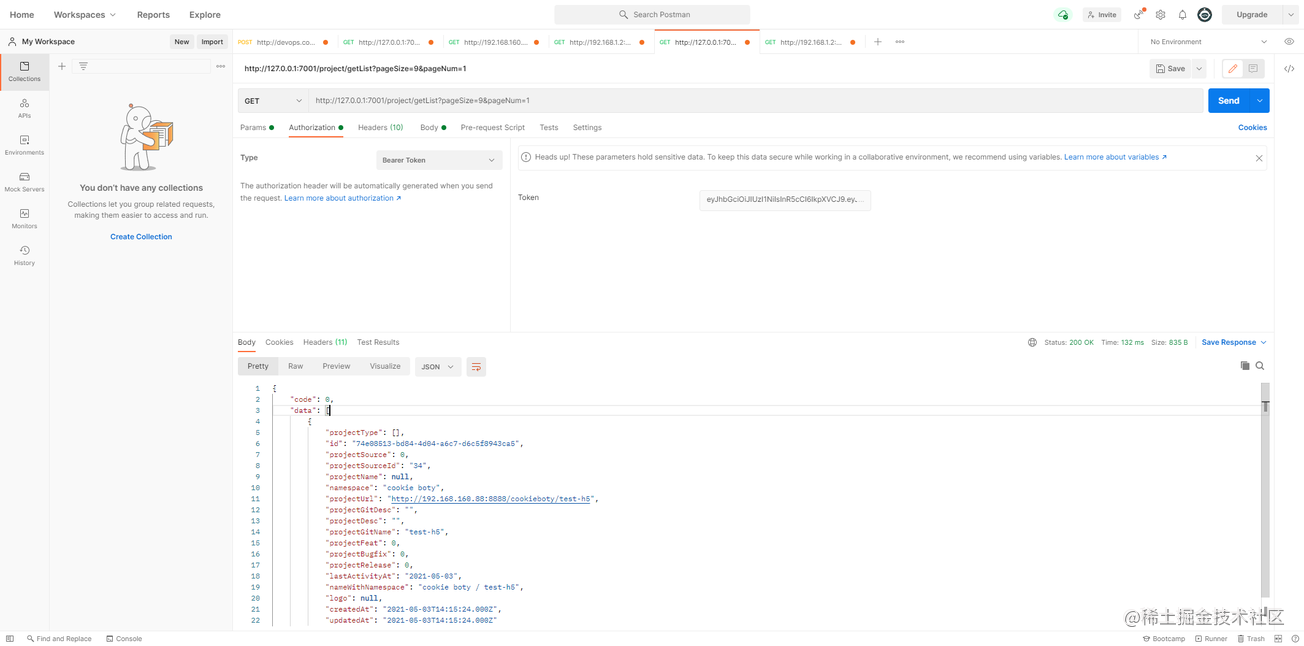 Home Workspaces Reports Explore Search Postman Invite Upgrade
My Workspace New Import POST http://devops.co... GET http://127.0.0.1:70... GET http://192.168.160.... GET http://192.168.1.2:... GET http://127.0.0.1:70... GET http://192.168.1.2:... No Environment
Collections
APIs
Environments
Mock Servers
Monitors
History
You don't have any collections
Collections let you group related requests,
making them easier to access and run.
Create Collection
http://127.0.0.1:7001/project/getList?pageSize=9&pageNum=1 Save
GET http://127.0.0.1:7001/project/getList?pageSize=9&pageNum=1 Send
Params Authorization Headers (10) Body Pre-request Script Tests Settings Cookies
Type Bearer Token
The authorization header will be automatically generated when you send
the request. Learn more about authorization ↗
Heads up! These parameters hold sensitive data. To keep this data secure while working in a collaborative environment, we recommend using variables. Learn more about variables ↗
Token
Body Cookies Headers (11) Test Results Status: 200 OK Time: 132 ms Size: 835 B Save Response
Pretty Raw Preview Visualize JSON
1 {
2 "code": 0,
3 "data": [
4 {
5 "projectType": [],
6 "id": "74e08513-bd84-4d04-a6c7-d6c5f8943ca5",
7 "projectSource": 0,
8 "projectSourceId": "34",
9 "projectName": null,
10 "namespace": "cookie boty",
11 "projectUrl": "http://192.168.160.88:8888/cookieboty/test-h5",
12 "projectGitDesc": "",
13 "projectDesc": "",
14 "projectGitName": "test-h5",
15 "projectFeat": 0,
16 "projectBugfix": 0,
17 "projectRelease": 0,
18 "lastActivityAt": "2021-05-03",
19 "nameWithNamespace": "cookie boty / test-h5",
20 "logo": null,
21 "createdAt": "2021-05-03T14:15:24.000Z",
22 "updatedAt": "2021-05-03T14:15:24.000Z"
@稀土掘金技术社区
Find and Replace Console Bootcamp Runner Trash